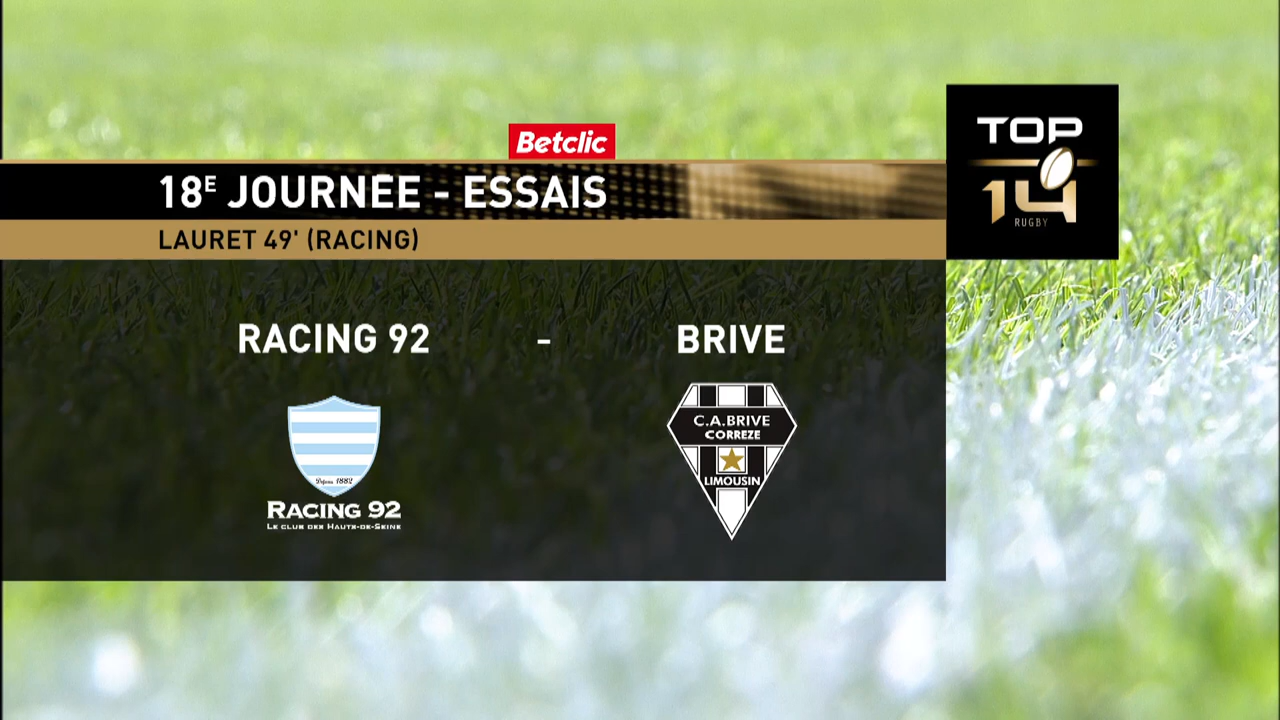 Betclic
18E JOURNÉE - ESSAIS
LAURET 49' (RACING)
TOP
14
RUGBY
RACING 92 - BRIVE
Depuis 1882
RACING 92
LE CLUB DES HAUTS-DE-SEINE
C.A.BRIVE
CORREZE
LIMOUSIN